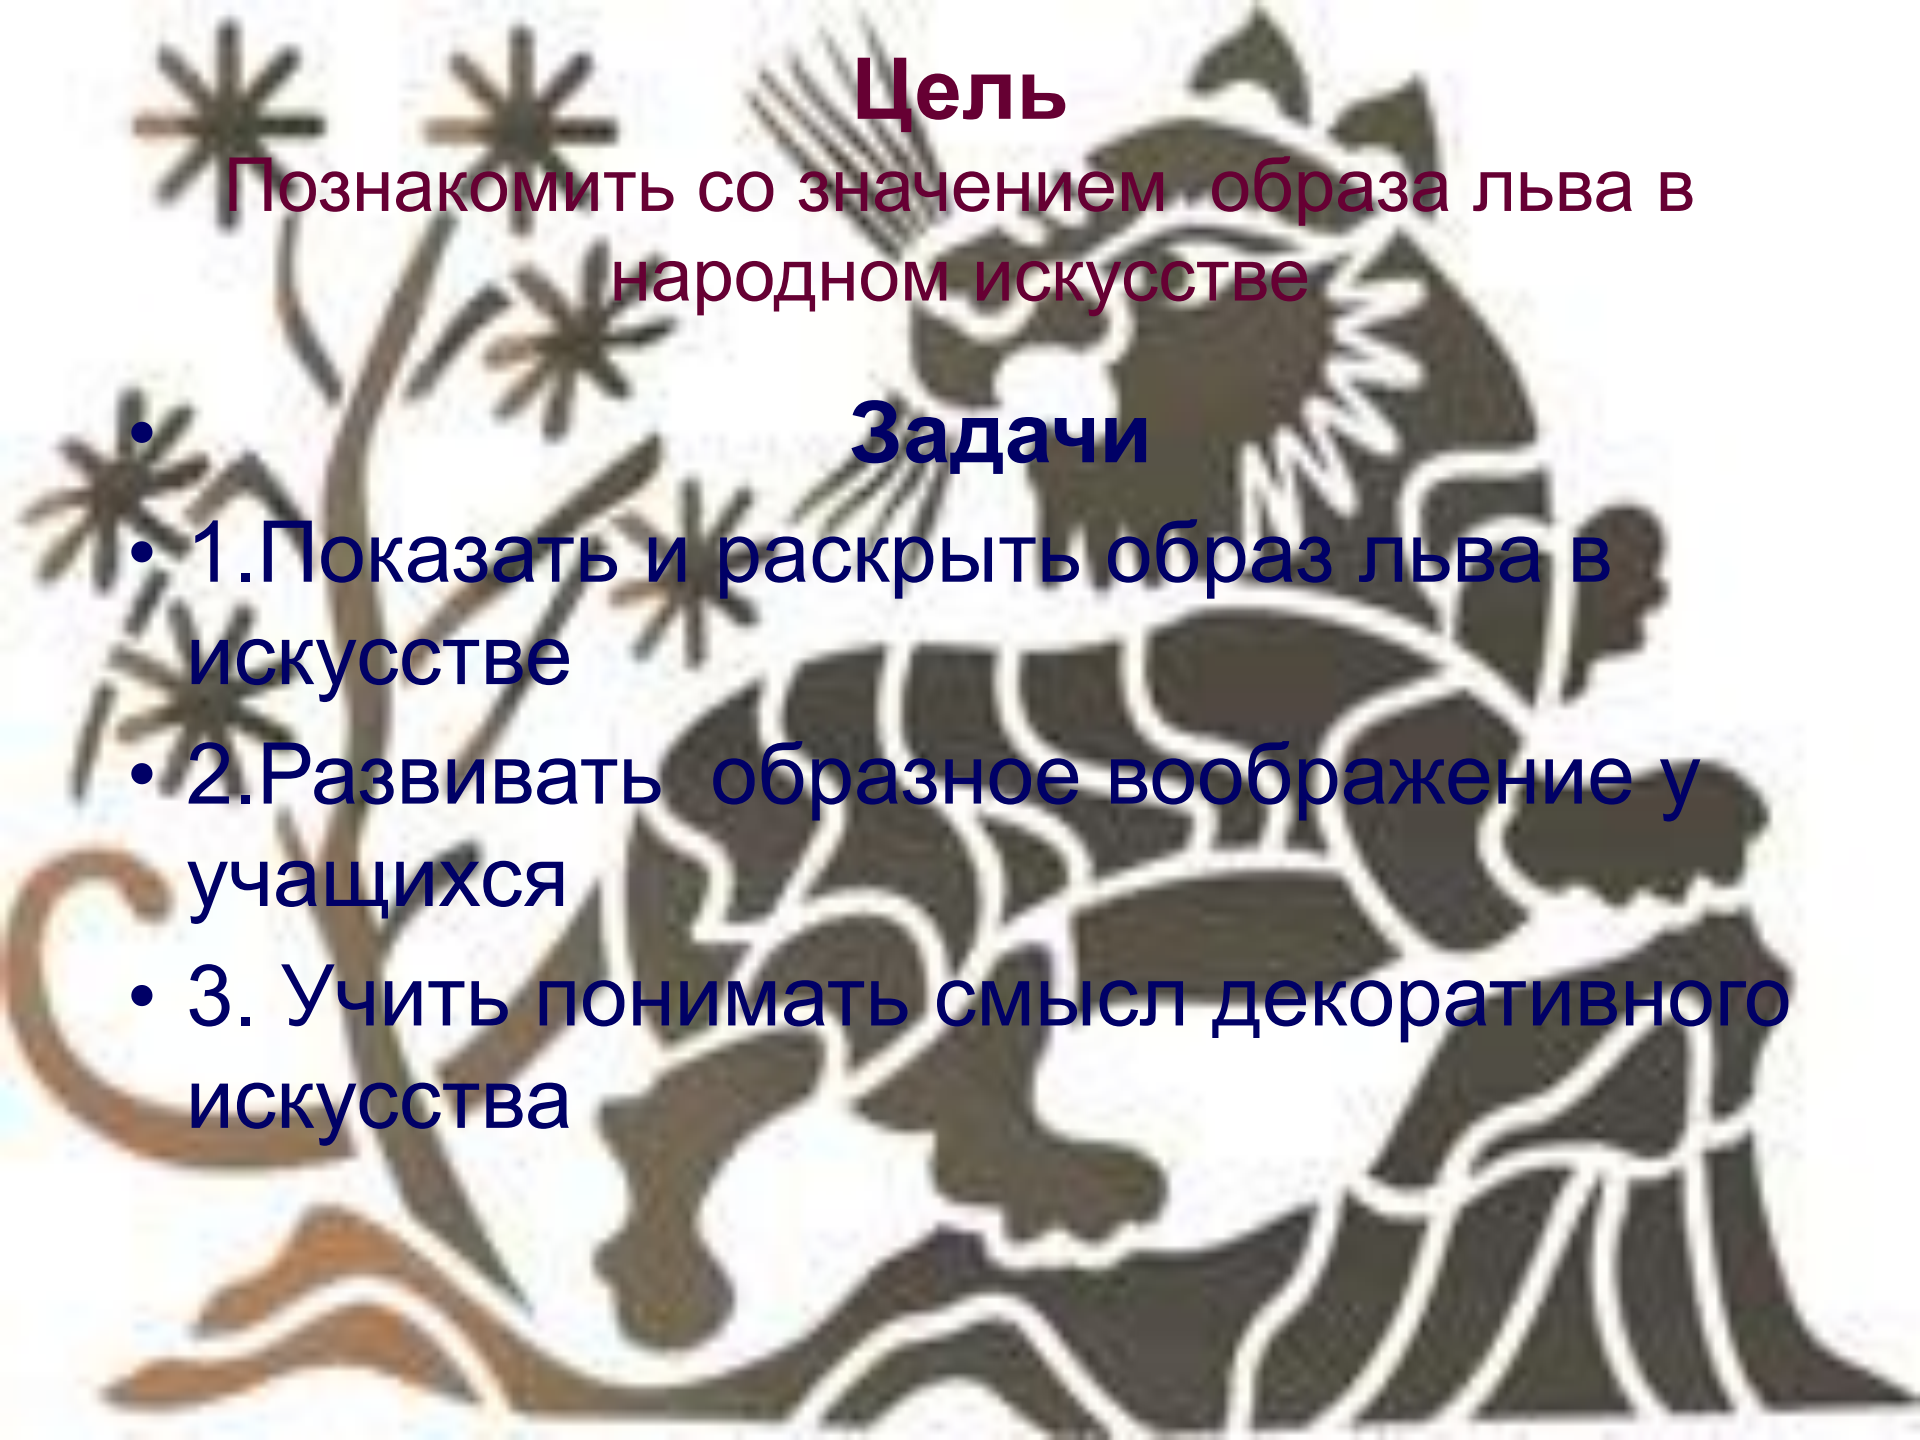 Цель
Познакомить со значением  образа льва в
народном искусстве
• Задачи
• 1.Показать и раскрыть образ льва в
искусстве
• 2.Развивать  образное воображение у
учащихся
• 3. Учить понимать смысл декоративного
искусства